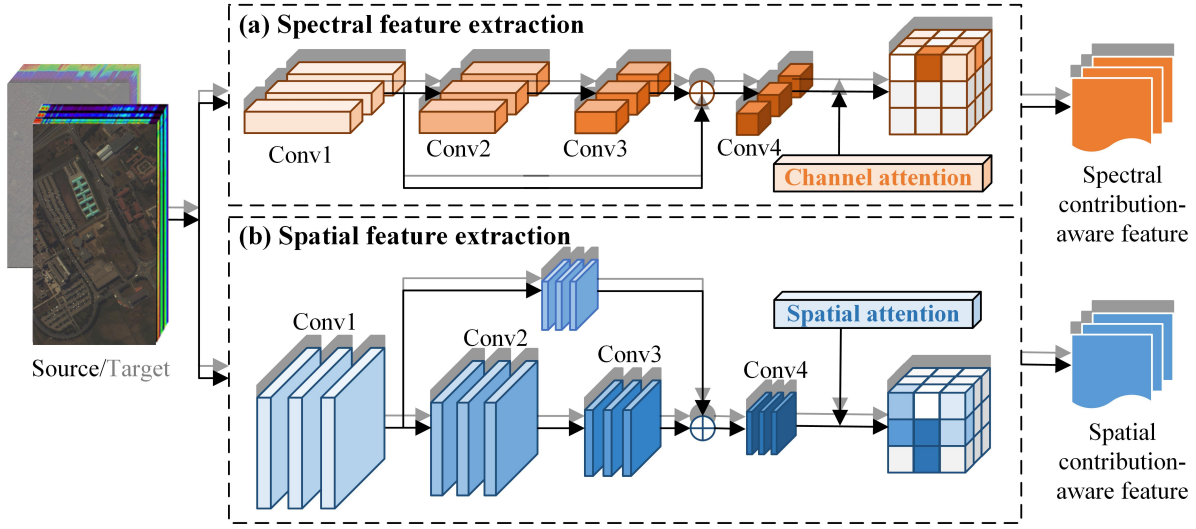 (a) Spectral feature extraction
Conv1
Conv2
Conv3
Conv4
Channel attention
Spectral
contribution-
aware feature
Source/Target
(b) Spatial feature extraction
Conv1
Conv2
Conv3
Conv4
Spatial attention
Spatial
contribution-
aware feature